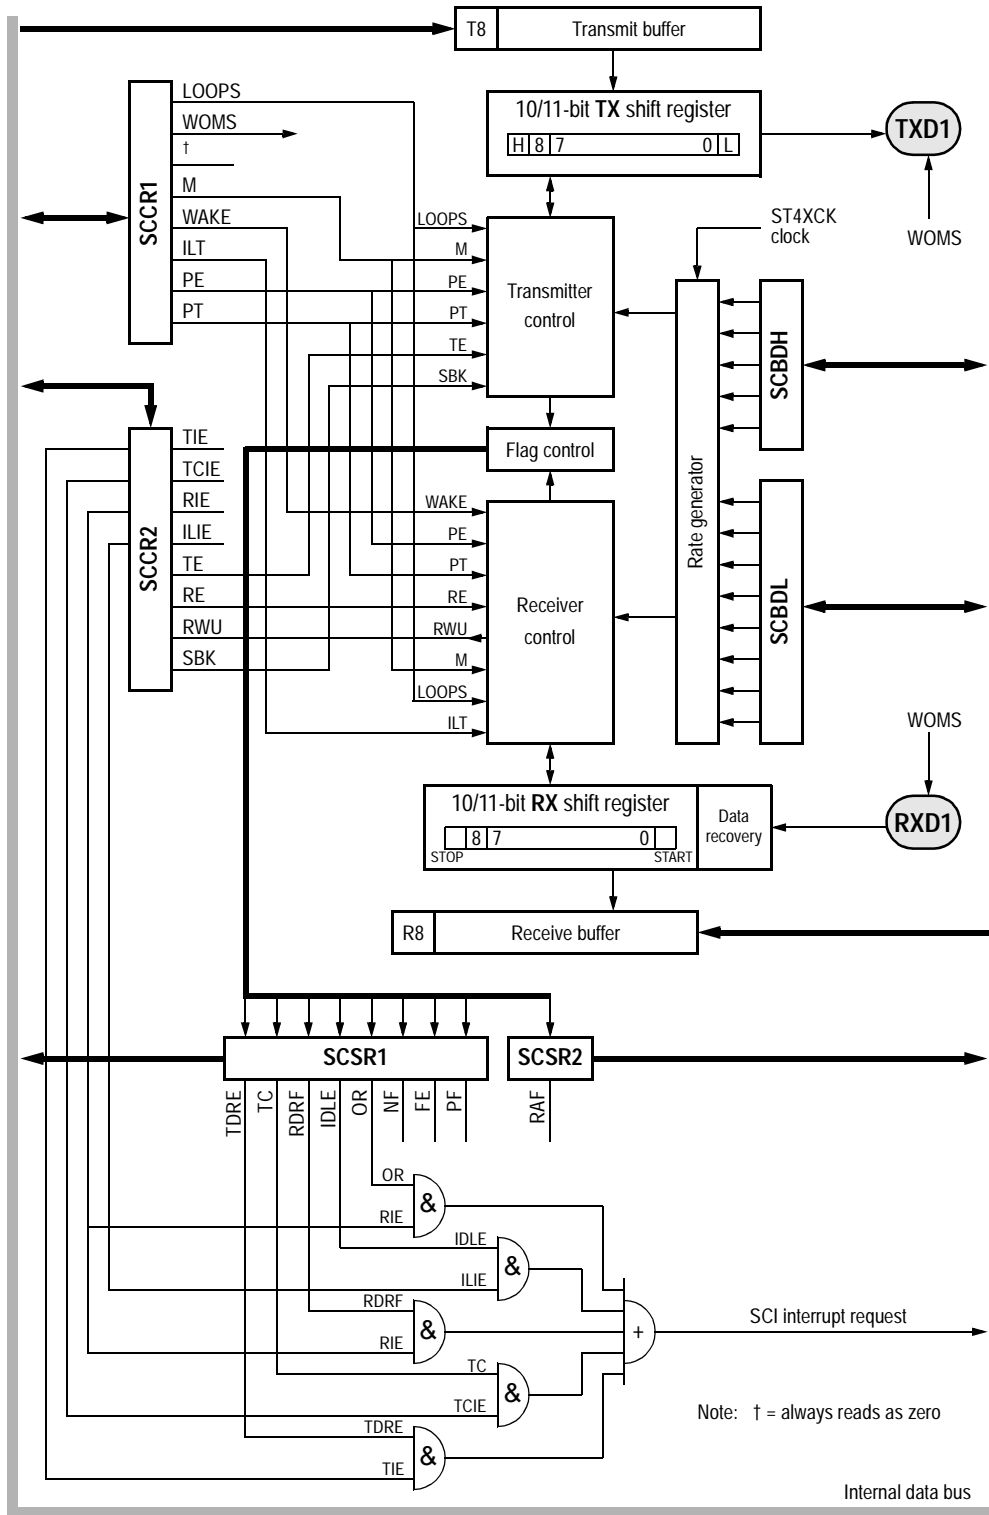 T8 Transmit buffer
10/11-bit TX shift register
H 8 7 0 L
TXD1
WOMS
SCCR1
LOOPS
WOMS
†
M
WAKE
ILT
PE
PT
LOOPS
M
PE
PT
TE
SBK
Transmitter
control
ST4XCK
clock
SCBDH
Rate generator
SCBDL
Flag control
SCCR2
TIE
TCIE
RIE
ILIE
TE
RE
RWU
SBK
WAKE
PE
PT
RE
RWU
M
LOOPS
ILT
Receiver
control
WOMS
RXD1
10/11-bit RX shift register
8 7 0
STOP START
Data
recovery
R8 Receive buffer
SCSR1
SCSR2
TDRE
TC
RDRF
IDLE
OR
NF
FE
PF
RAF
OR
RIE
&
IDLE
ILIE
&
RDRF
RIE
&
TC
TCIE
&
TDRE
TIE
&
+
SCI interrupt request
Note: † = always reads as zero
Internal data bus